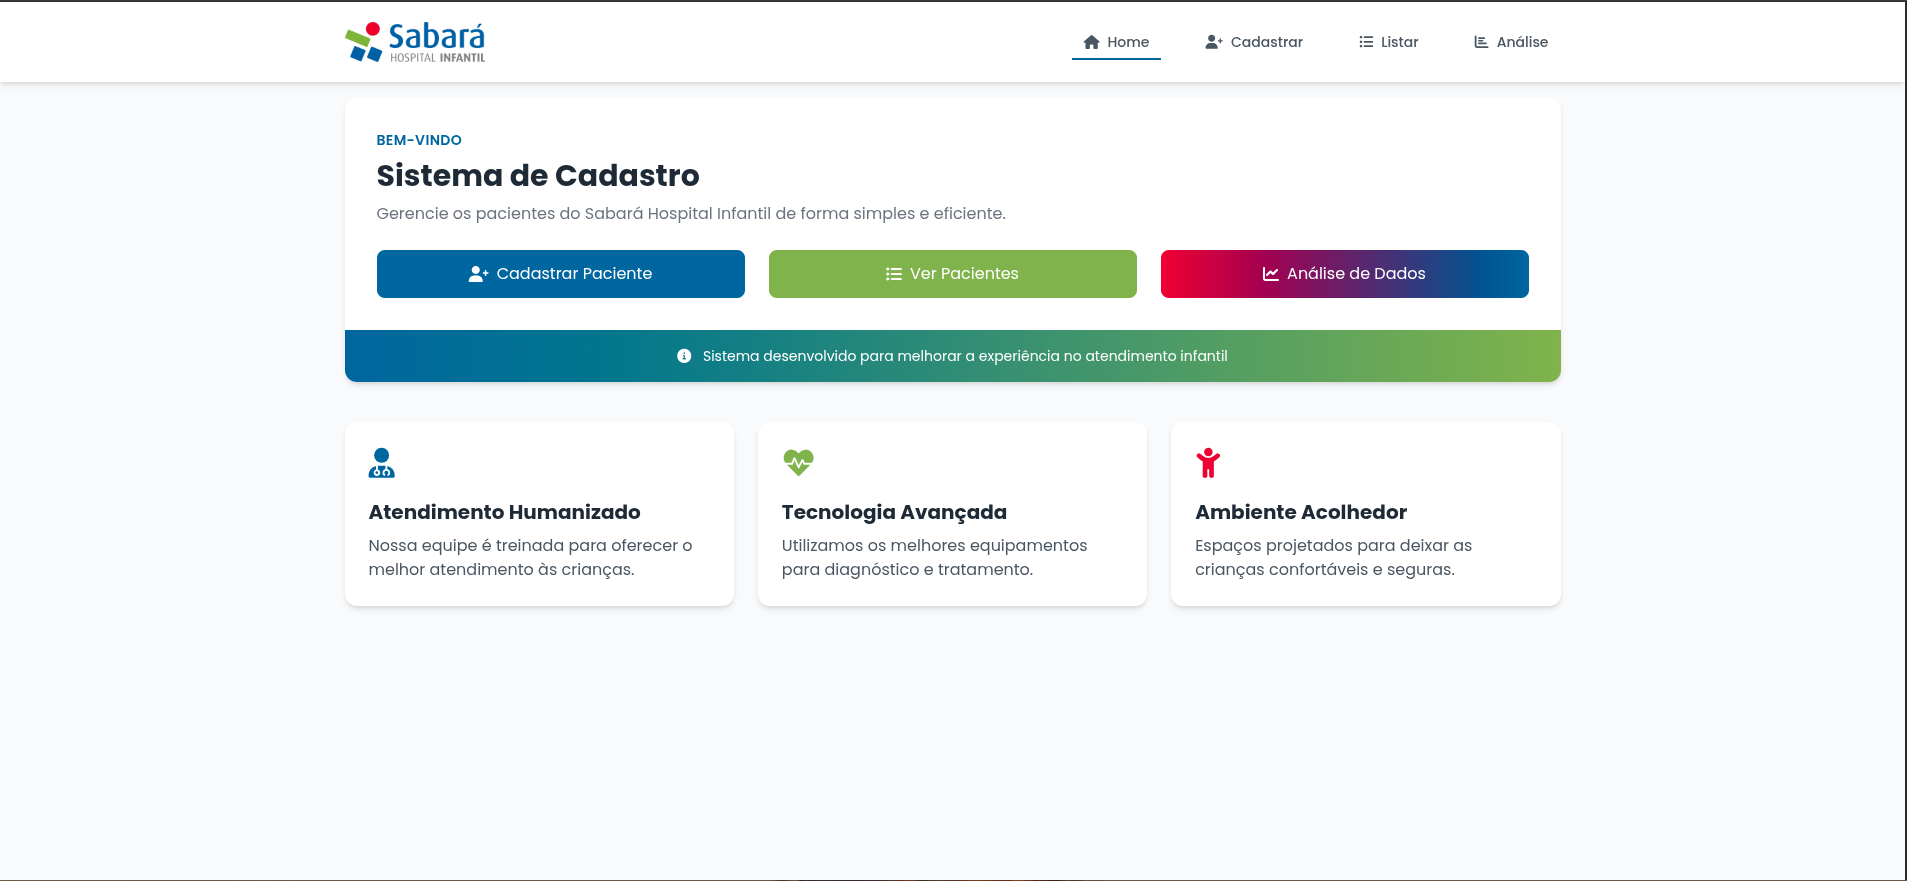 Sabará
HOSPITAL INFANTIL
Home
Cadastrar
Listar
Análise
BEM-VINDO
Sistema de Cadastro
Gerencie os pacientes do Sabará Hospital Infantil de forma simples e eficiente.
Cadastrar Paciente
Ver Pacientes
Análise de Dados
Sistema desenvolvido para melhorar a experiência no atendimento infantil
Atendimento Humanizado
Nossa equipe é treinada para oferecer o
melhor atendimento às crianças.
Tecnologia Avançada
Utilizamos os melhores equipamentos
para diagnóstico e tratamento.
Ambiente Acolhedor
Espaços projetados para deixar as
crianças confortáveis e seguras.